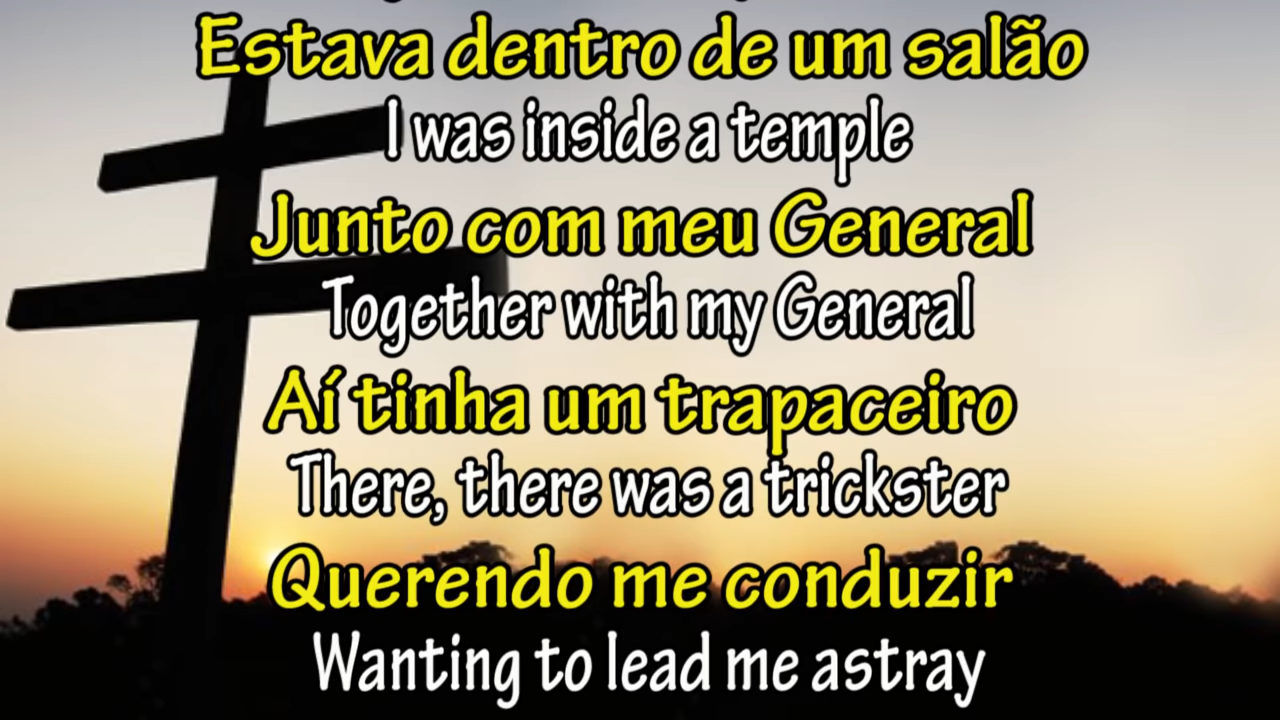 Estava dentro de um salão
I was inside a temple
Junto com meu General
Together with my General
Aí tinha um trapaceiro
There, there was a trickster
Querendo me conduzir
Wanting to lead me astray